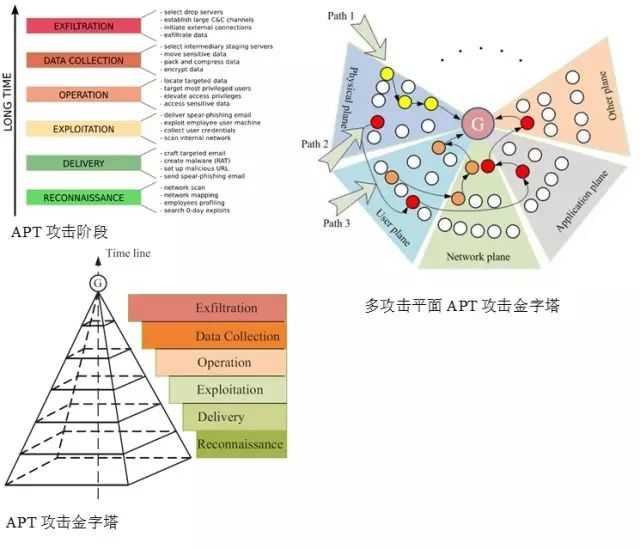 EXFILTRATION
- select drop servers
- establish large C&C channels
- initiate external connections
- exfiltrate data
DATA COLLECTION
- select intermediary staging servers
- move sensitive data
- pack and compress data
- encrypt data
OPERATION
- locate targeted data
- target most privileged users
- elevate access privileges
- access sensitive data
EXPLOITATION
- deliver spear-phishing email
- exploit employee user machine
- collect user credentials
- scan internal network
DELIVERY
- craft targeted email
- create malware (RAT)
- set up malicious URL
- send spear-phishing email
RECONNAISSANCE
- network scan
- network mapping
- employees profiling
- search 0-day exploits
LONG TIME
APT 攻击阶段
Path 1
Path 2
Path 3
Physical plane
User plane
Network plane
Application plane
Other plane
G
多攻击平面 APT 攻击金字塔
Time line
G
Exfiltration
Data Collection
Operation
Exploitation
Delivery
Reconnaissance
APT 攻击金字塔